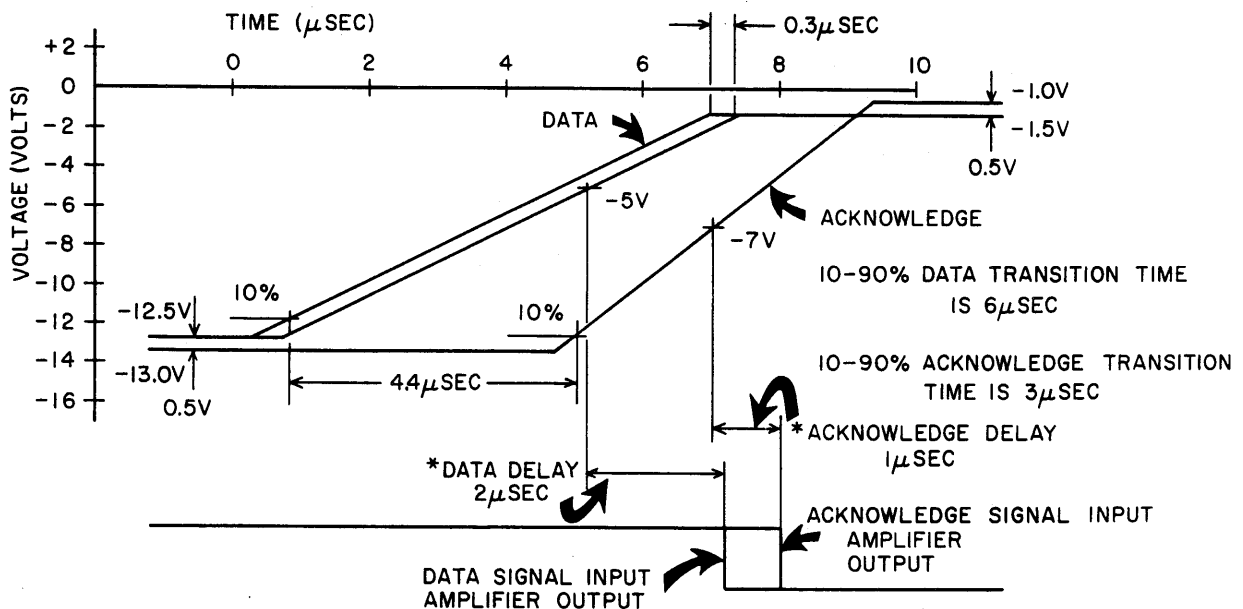 TIME (μSEC)
0.3μSEC
+2
0
-2
-4
-6
-8
-10
-12
-14
-16
VOLTAGE (VOLTS)
0
2
4
6
8
10
-1.0V
-1.5V
0.5V
DATA
-5V
ACKNOWLEDGE
-7V
10-90% DATA TRANSITION TIME
IS 6μSEC
10%
-12.5V
10%
-13.0V
0.5V
4.4μSEC
10-90% ACKNOWLEDGE TRANSITION
TIME IS 3μSEC
*ACKNOWLEDGE DELAY
1μSEC
*DATA DELAY
2μSEC
ACKNOWLEDGE SIGNAL INPUT
AMPLIFIER
OUTPUT
DATA SIGNAL INPUT
AMPLIFIER OUTPUT